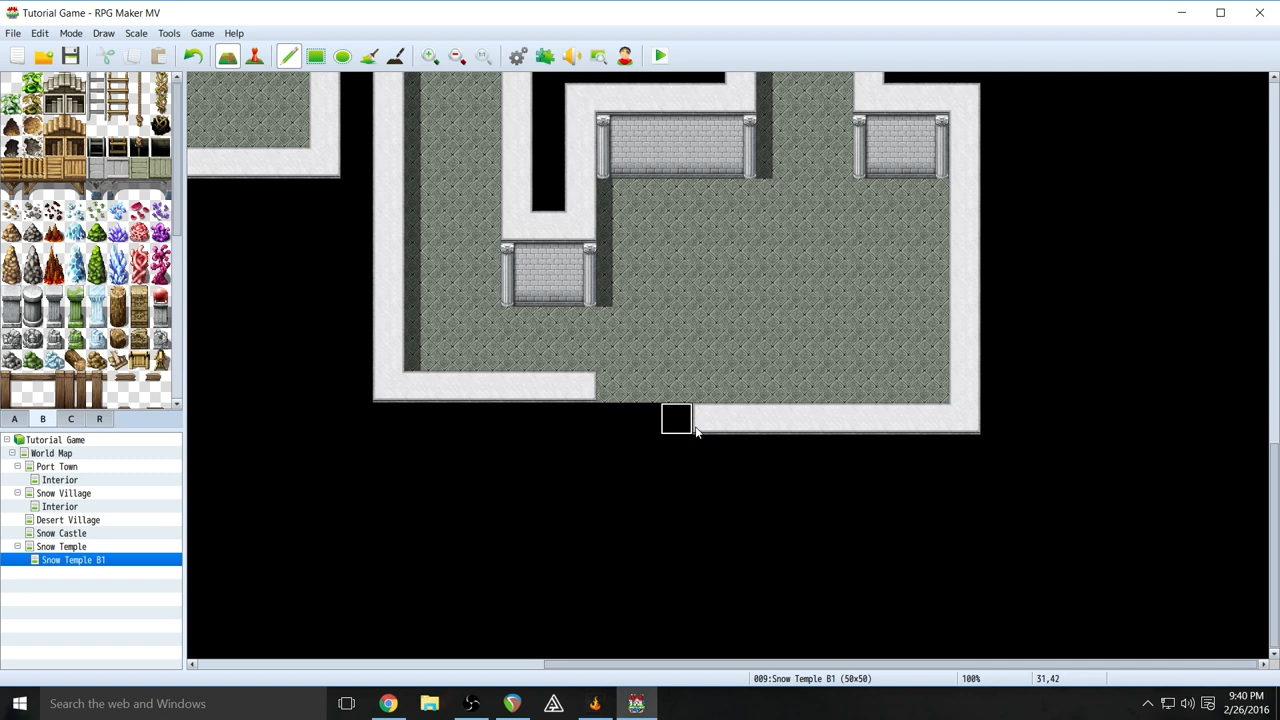 Tutorial Game - RPG Maker MV
File Edit Mode Draw Scale Tools Game Help
1:1
A B C R
Tutorial Game
World Map
Port Town
Interior
Snow Village
Interior
Desert Village
Snow Castle
Snow Temple
Snow Temple B1
009:Snow Temple B1 (50x50) 100% 31,42
Search the web and Windows
9:40 PM
2/26/2016